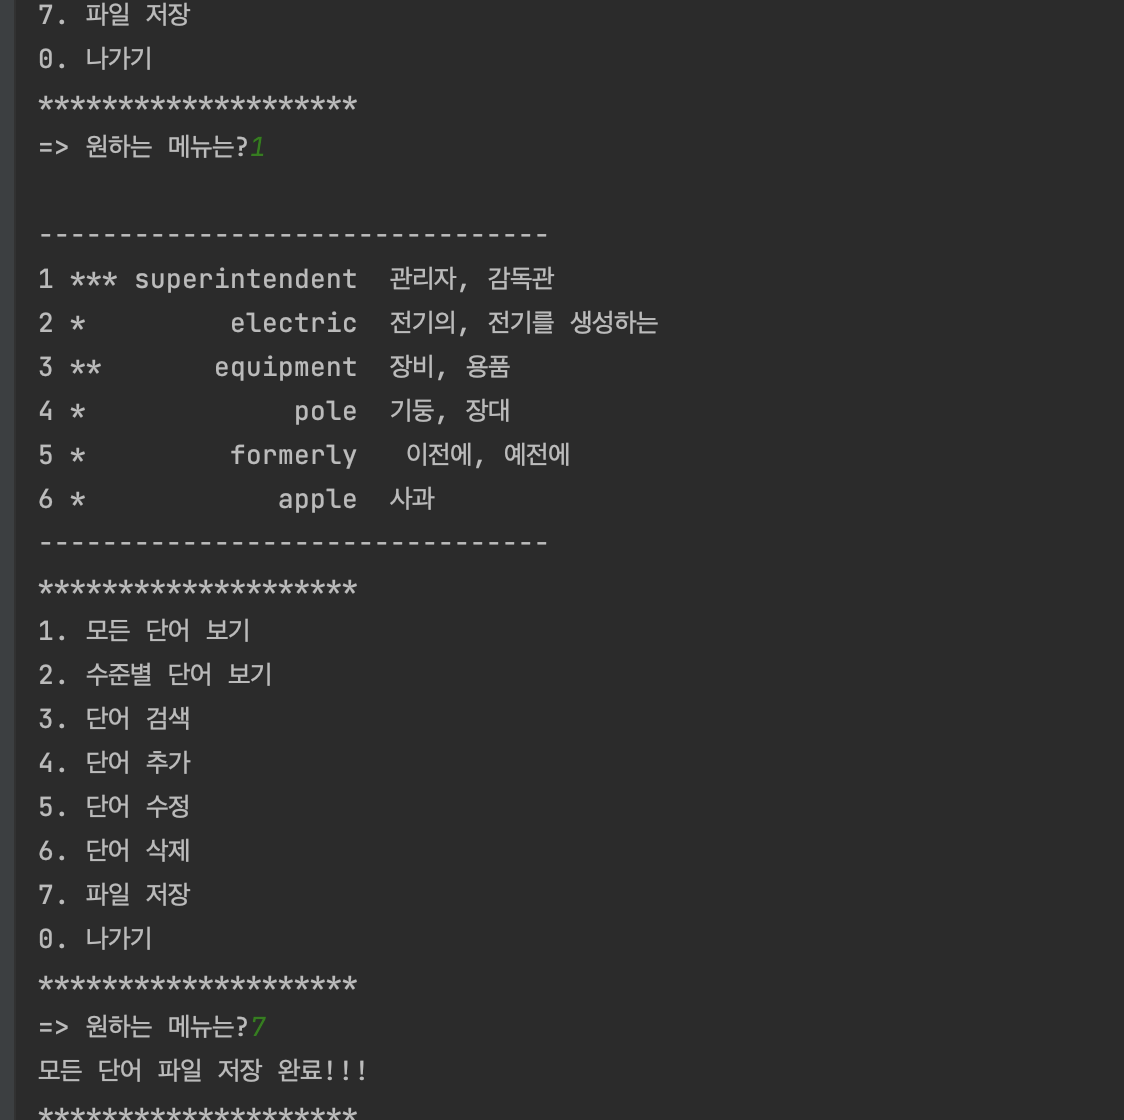 7. 파일 저장
0. 나가기
********************
=> 원하는 메뉴는?1
--------------------------------
1 *** superintendent  관리자, 감독관
2 *         electric  전기의, 전기를 생성하는
3 **       equipment  장비, 용품
4 *             pole  기둥, 장대
5 *         formerly   이전에, 예전에
6 *            apple  사과
--------------------------------
********************
1. 모든 단어 보기
2. 수준별 단어 보기
3. 단어 검색
4. 단어 추가
5. 단어 수정
6. 단어 삭제
7. 파일 저장
0. 나가기
********************
=> 원하는 메뉴는?7
모든 단어 파일 저장 완료!!!
********************